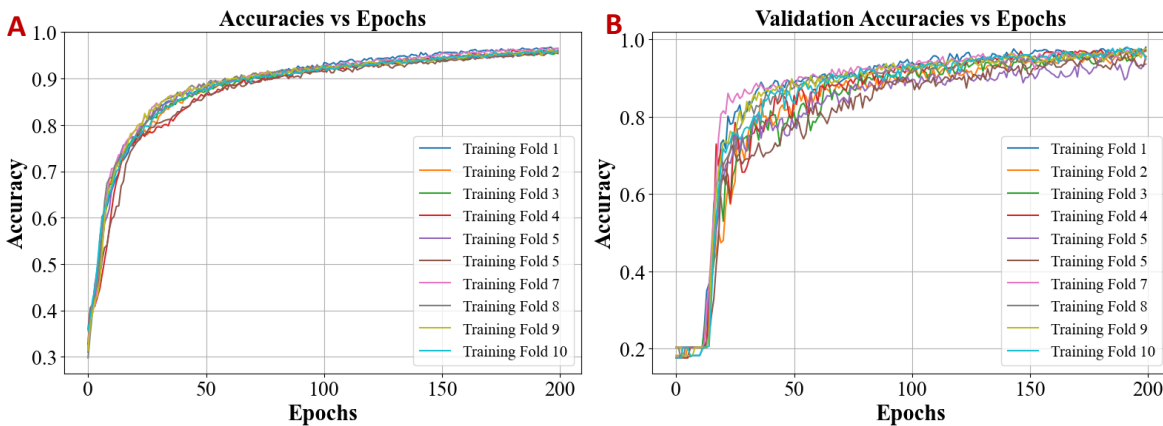 A
Accuracies vs Epochs
1.0
0.9
0.8
0.7
0.6
0.5
0.4
0.3
Accuracy
0
50
100
150
200
Epochs
Training Fold 1
Training Fold 2
Training Fold 3
Training Fold 4
Training Fold 5
Training Fold 5
Training Fold 7
Training Fold 8
Training Fold 9
Training Fold 10
B
Validation Accuracies vs Epochs
1.0
0.8
0.6
0.4
0.2
Accuracy
0
50
100
150
200
Epochs
Training Fold 1
Training Fold 2
Training Fold 3
Training Fold 4
Training Fold 5
Training Fold 5
Training Fold 7
Training Fold 8
Training Fold 9
Training Fold 10